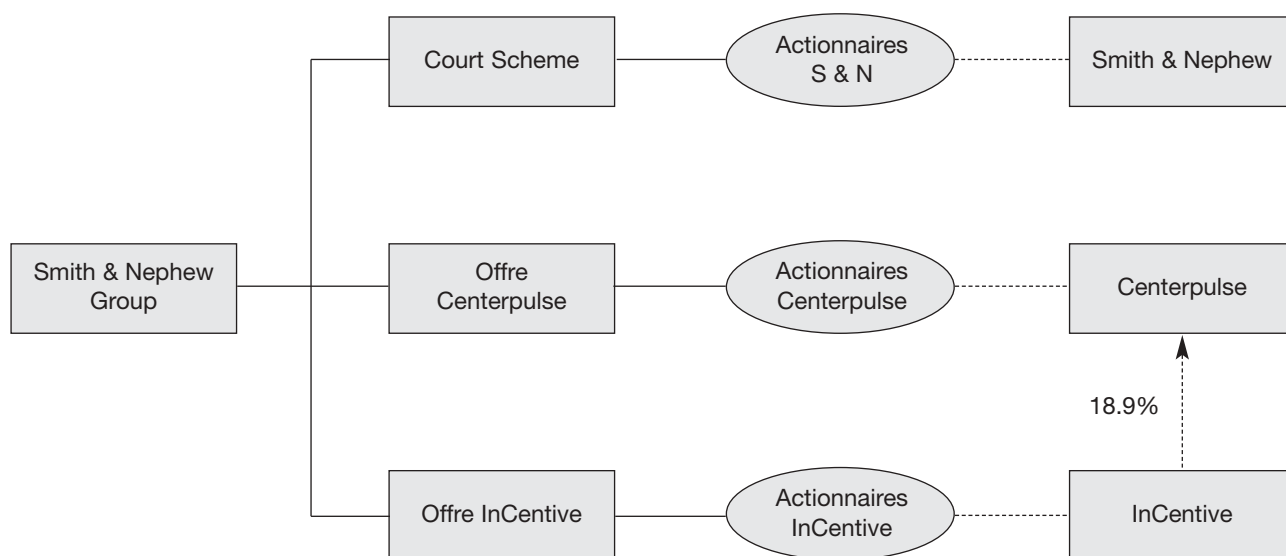 Court Scheme
Actionnaires
S & N
Smith & Nephew
Smith & Nephew
Group
Offre
Centerpulse
Actionnaires
Centerpulse
Centerpulse
18.9%
Offre InCentive
Actionnaires
InCentive
InCentive